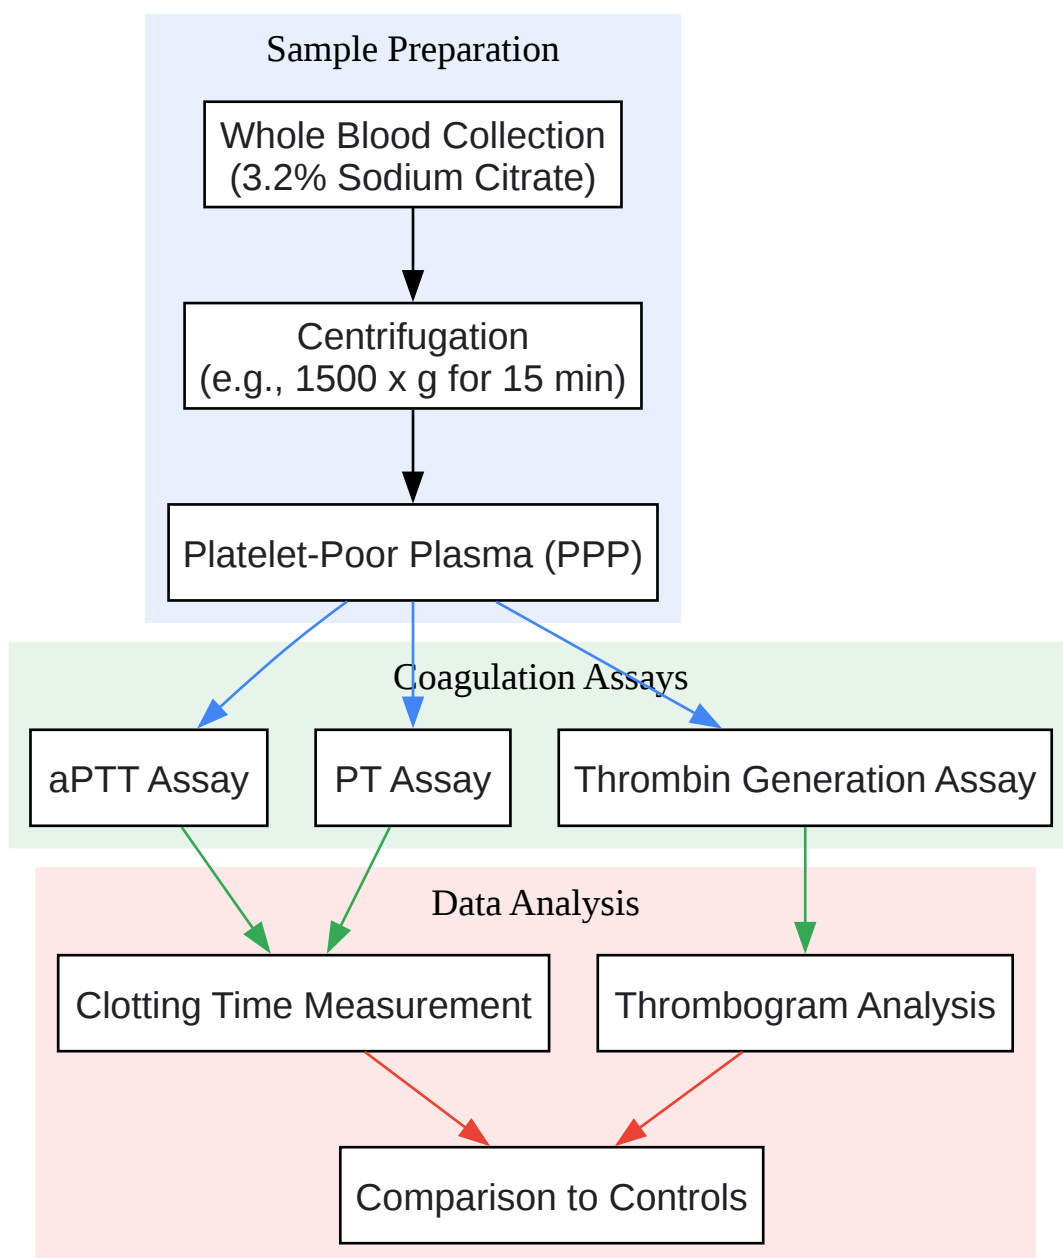 Sample Preparation
Whole Blood Collection
(3.2% Sodium Citrate)
Centrifugation
(e.g., 1500 x g for 15 min)
Platelet-Poor Plasma (PPP)
Coagulation Assays
aPTT Assay
PT Assay
Thrombin Generation Assay
Data Analysis
Clotting Time Measurement
Thrombogram Analysis
Comparison to Controls